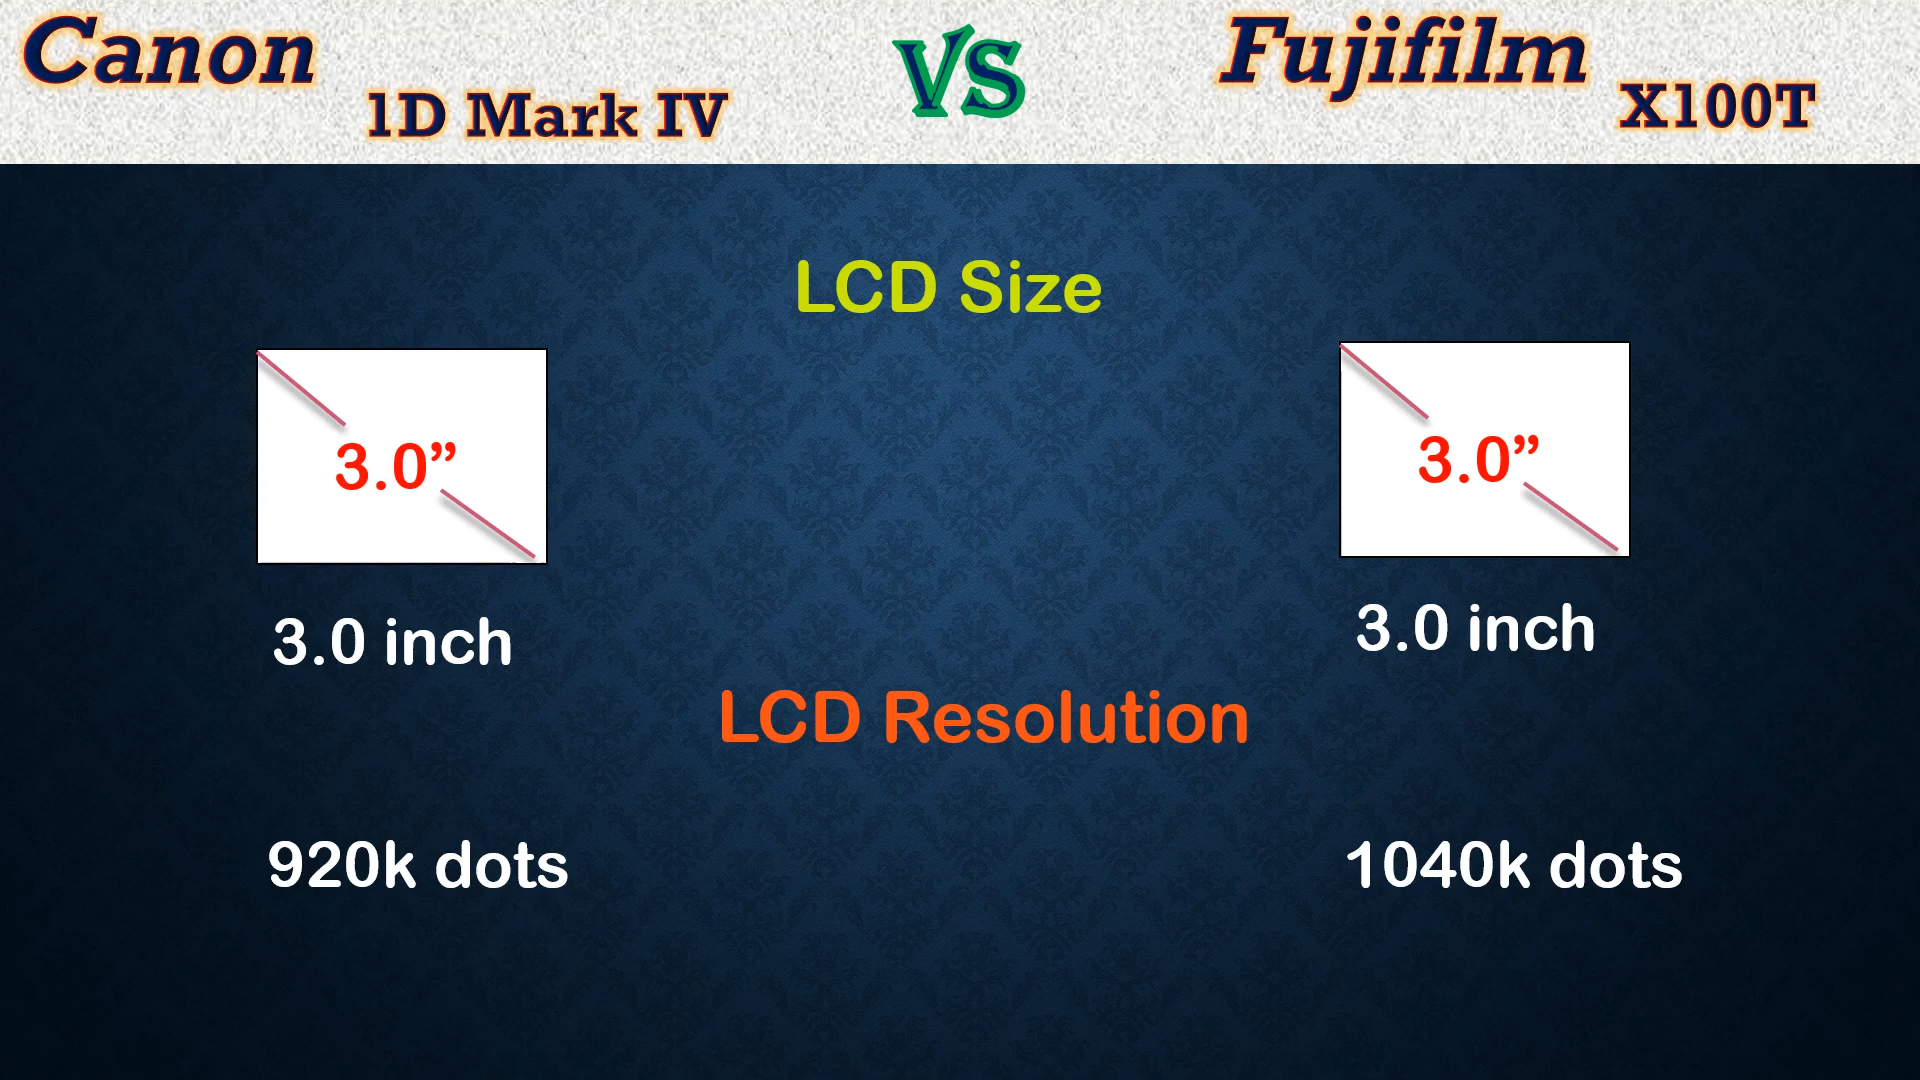 Canon
1D Mark IV
VS
Fujifilm
X100T
LCD Size
3.0”
3.0”
3.0 inch
3.0 inch
LCD Resolution
920k dots
1040k dots